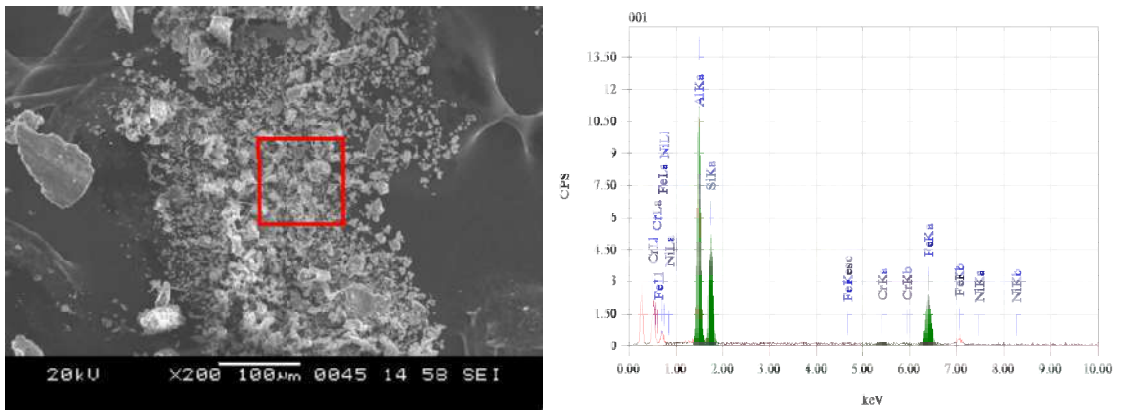 20kV X200 100µm 0045 14 58 SEI
001
CPS
13.50
12
10.50
9
7.50
6
4.50
3
1.50
0
0.00 1.00 2.00 3.00 4.00 5.00 6.00 7.00 8.00 9.00 10.00
keV
FeLl
CrLl
CrLa
FeLa
NiLl
NiLa
AlKa
SiKa
FeKesc
CrKa
CrKb
FeKa
FeKb
NiKa
NiKb